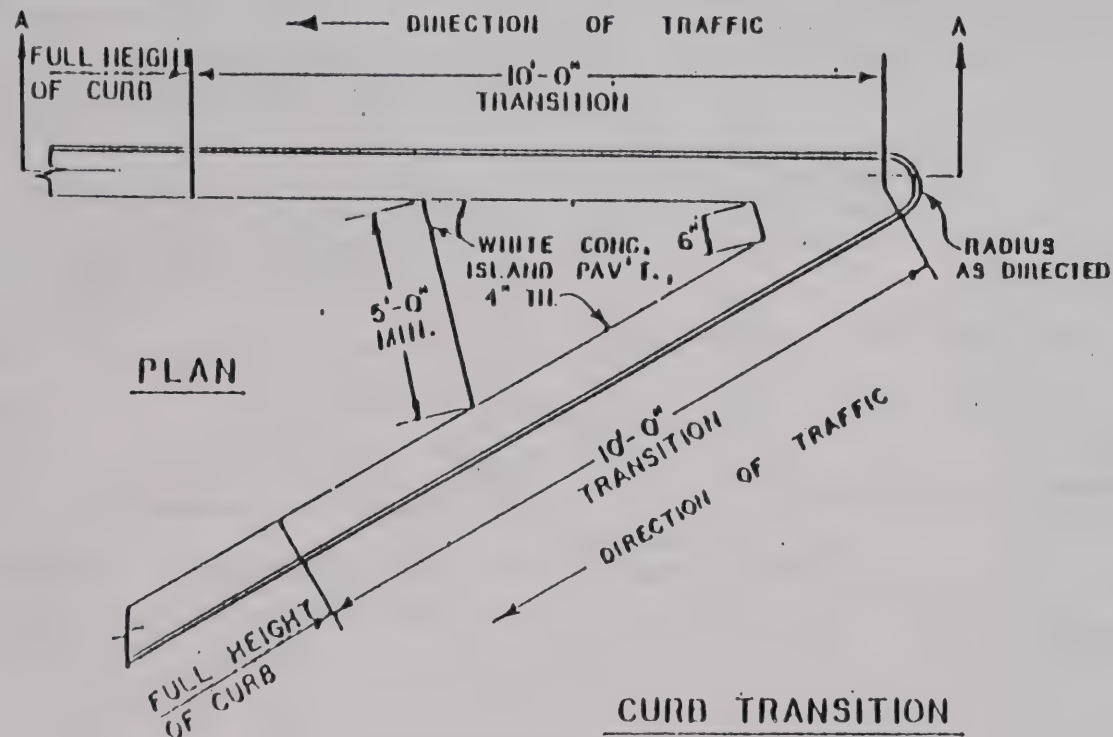 A
DIRECTION OF TRAFFIC
A
FULL HEIGHT
OF CURB
10'-0"
TRANSITION
WHITE CONC.
ISLAND PAV'T.,
4" TH.
6"
RADIUS
AS DIRECTED
5'-0"
MIN.
PLAN
10'-0"
TRANSITION
DIRECTION OF TRAFFIC
FULL HEIGHT
OF CURB
CURB TRANSITION